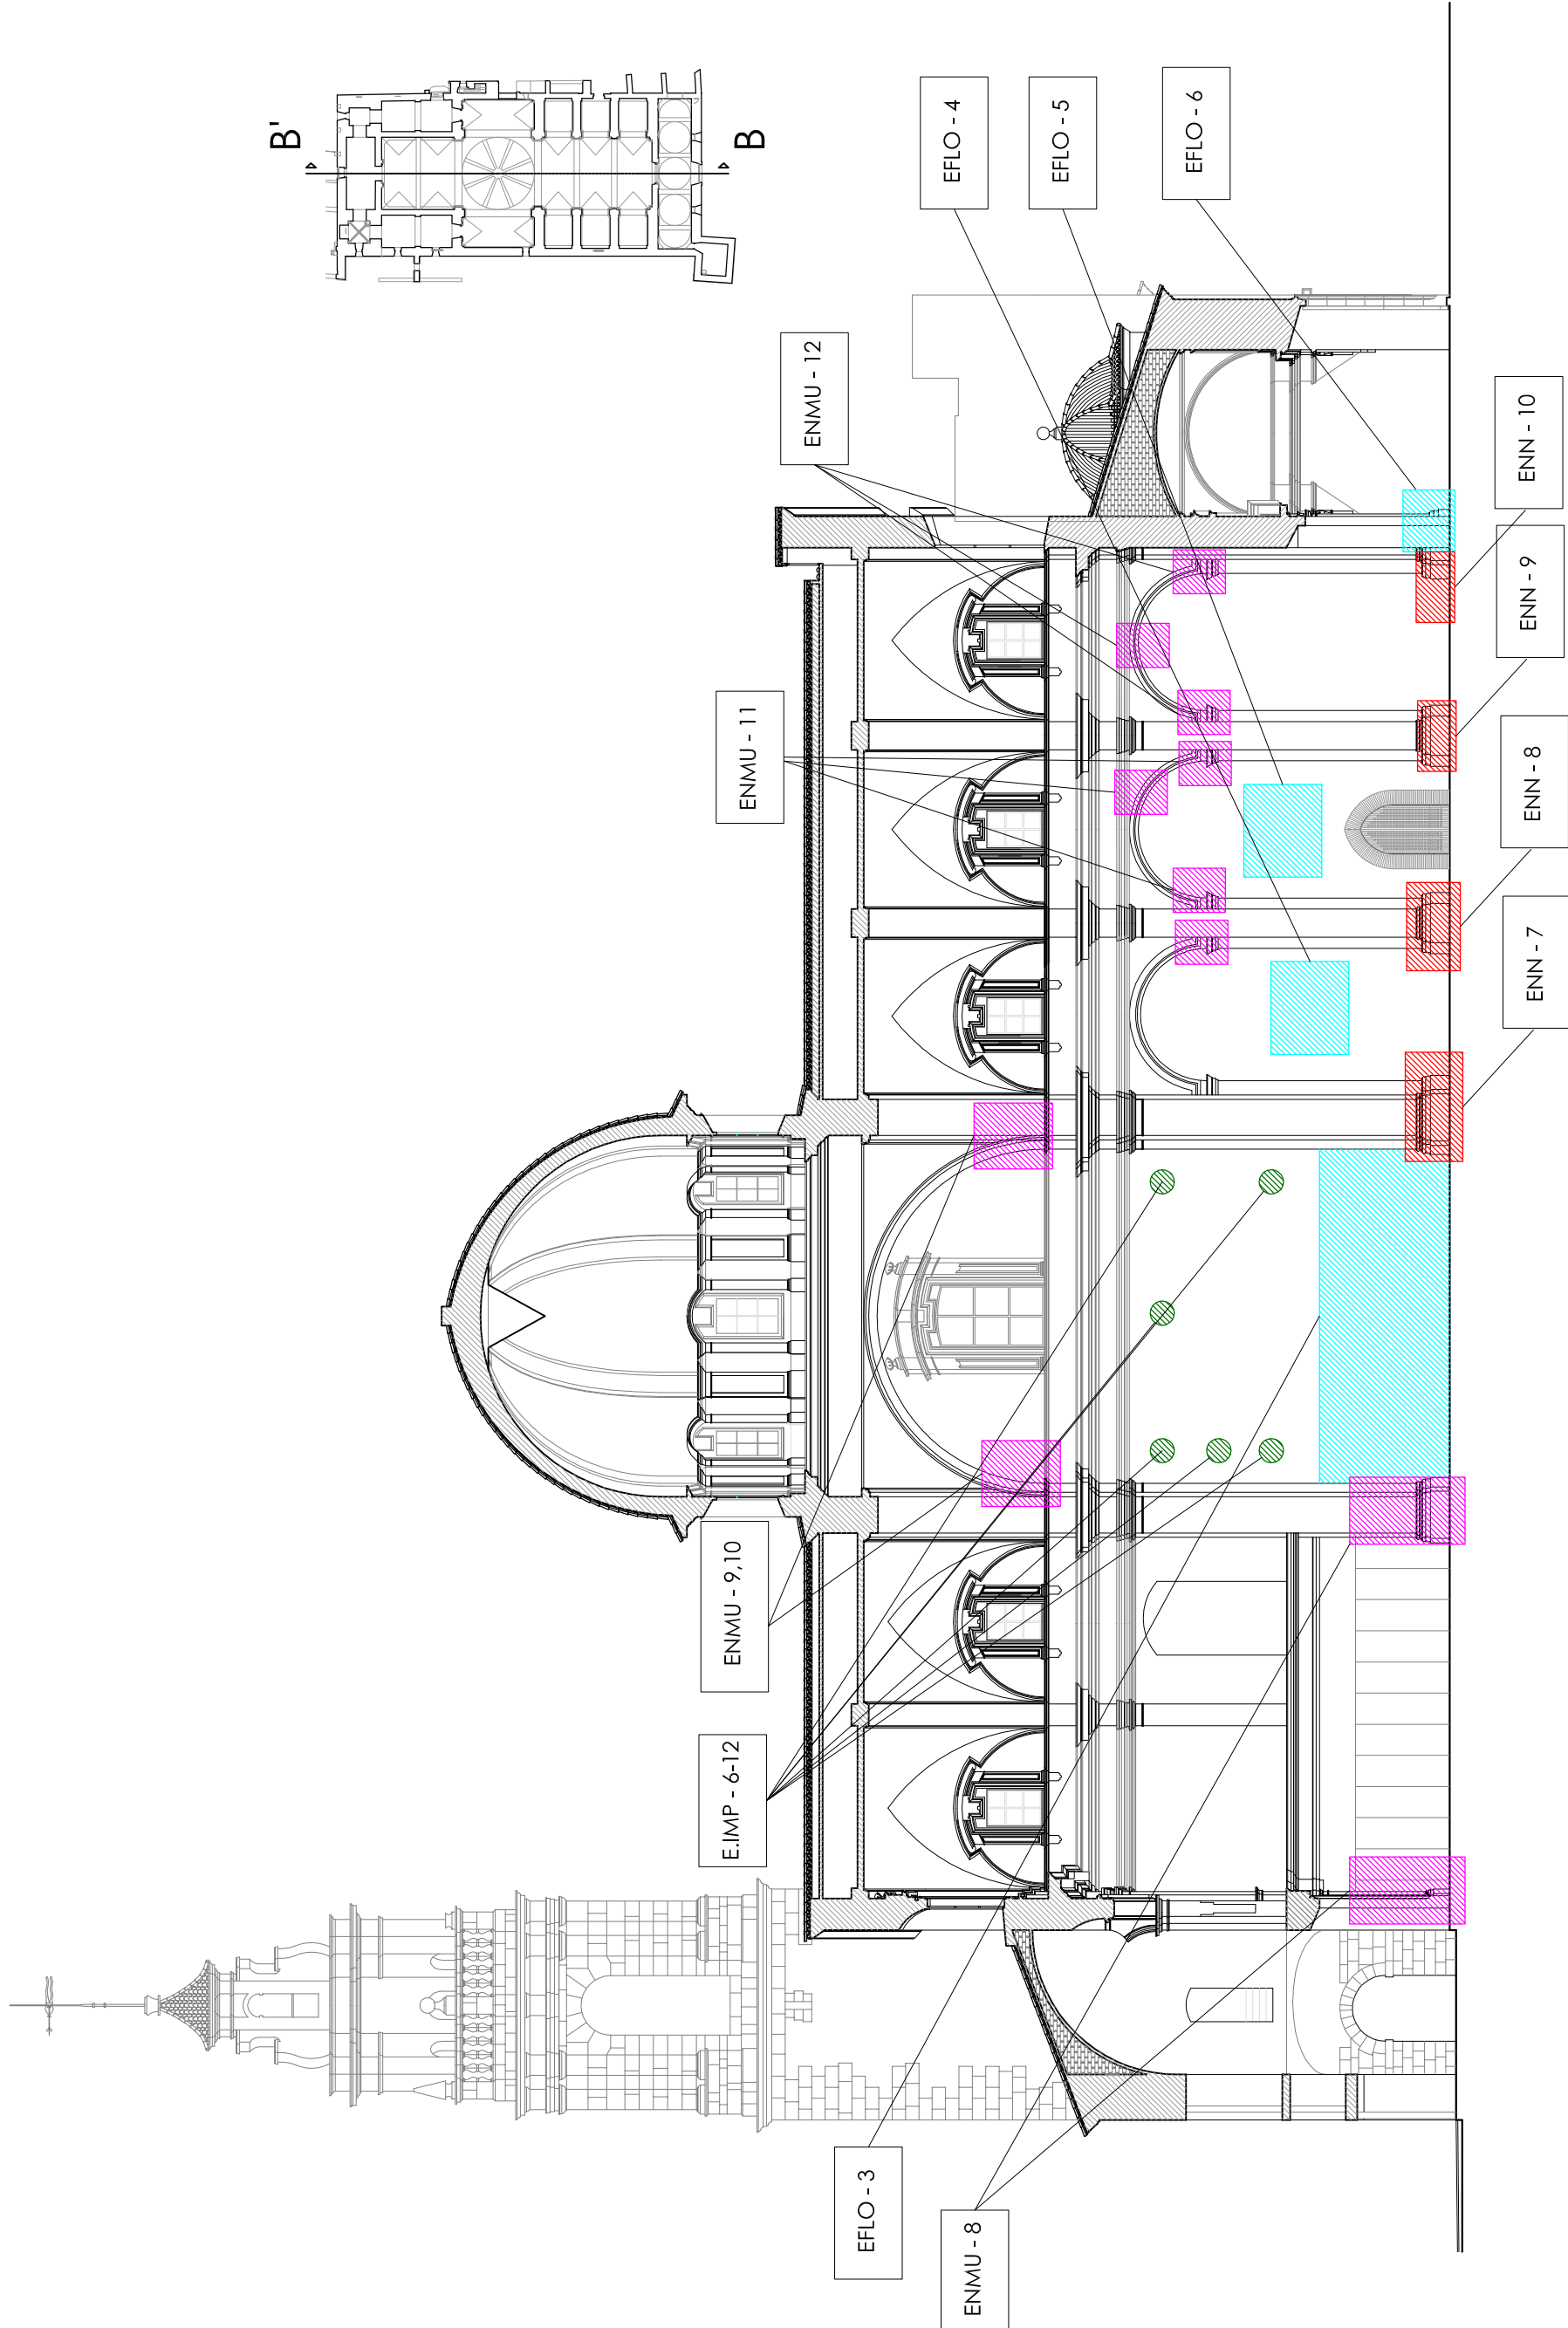 B'
B
EFLO - 4
EFLO - 5
EFLO - 6
ENMU - 12
ENN - 10
ENN - 9
ENMU - 11
ENN - 8
ENN - 7
ENMU - 9,10
E.IMP - 6-12
EFLO - 3
ENMU - 8